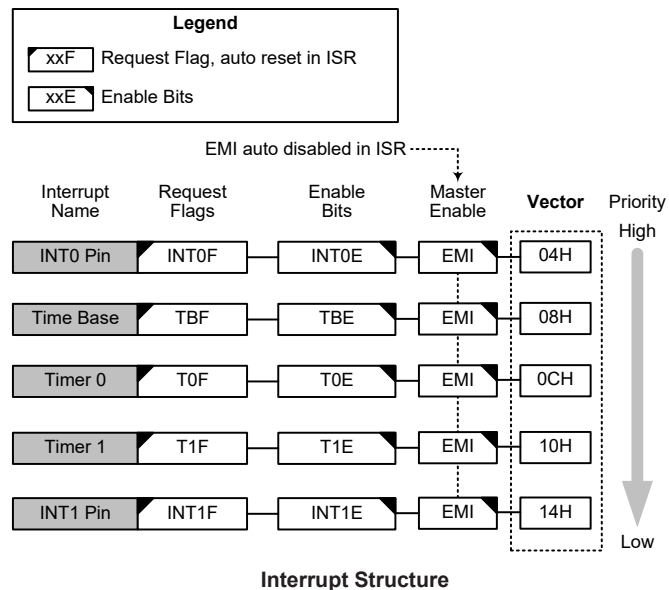 Legend
xxF Request Flag, auto reset in ISR
xxE Enable Bits
EMI auto disabled in ISR
Interrupt Name Request Flags Enable Bits Master Enable Vector Priority
High
INT0 Pin INT0F INT0E EMI 04H
Time Base TBF TBE EMI 08H
Timer 0 T0F T0E EMI 0CH
Timer 1 T1F T1E EMI 10H
INT1 Pin INT1F INT1E EMI 14H
Low
Interrupt Structure